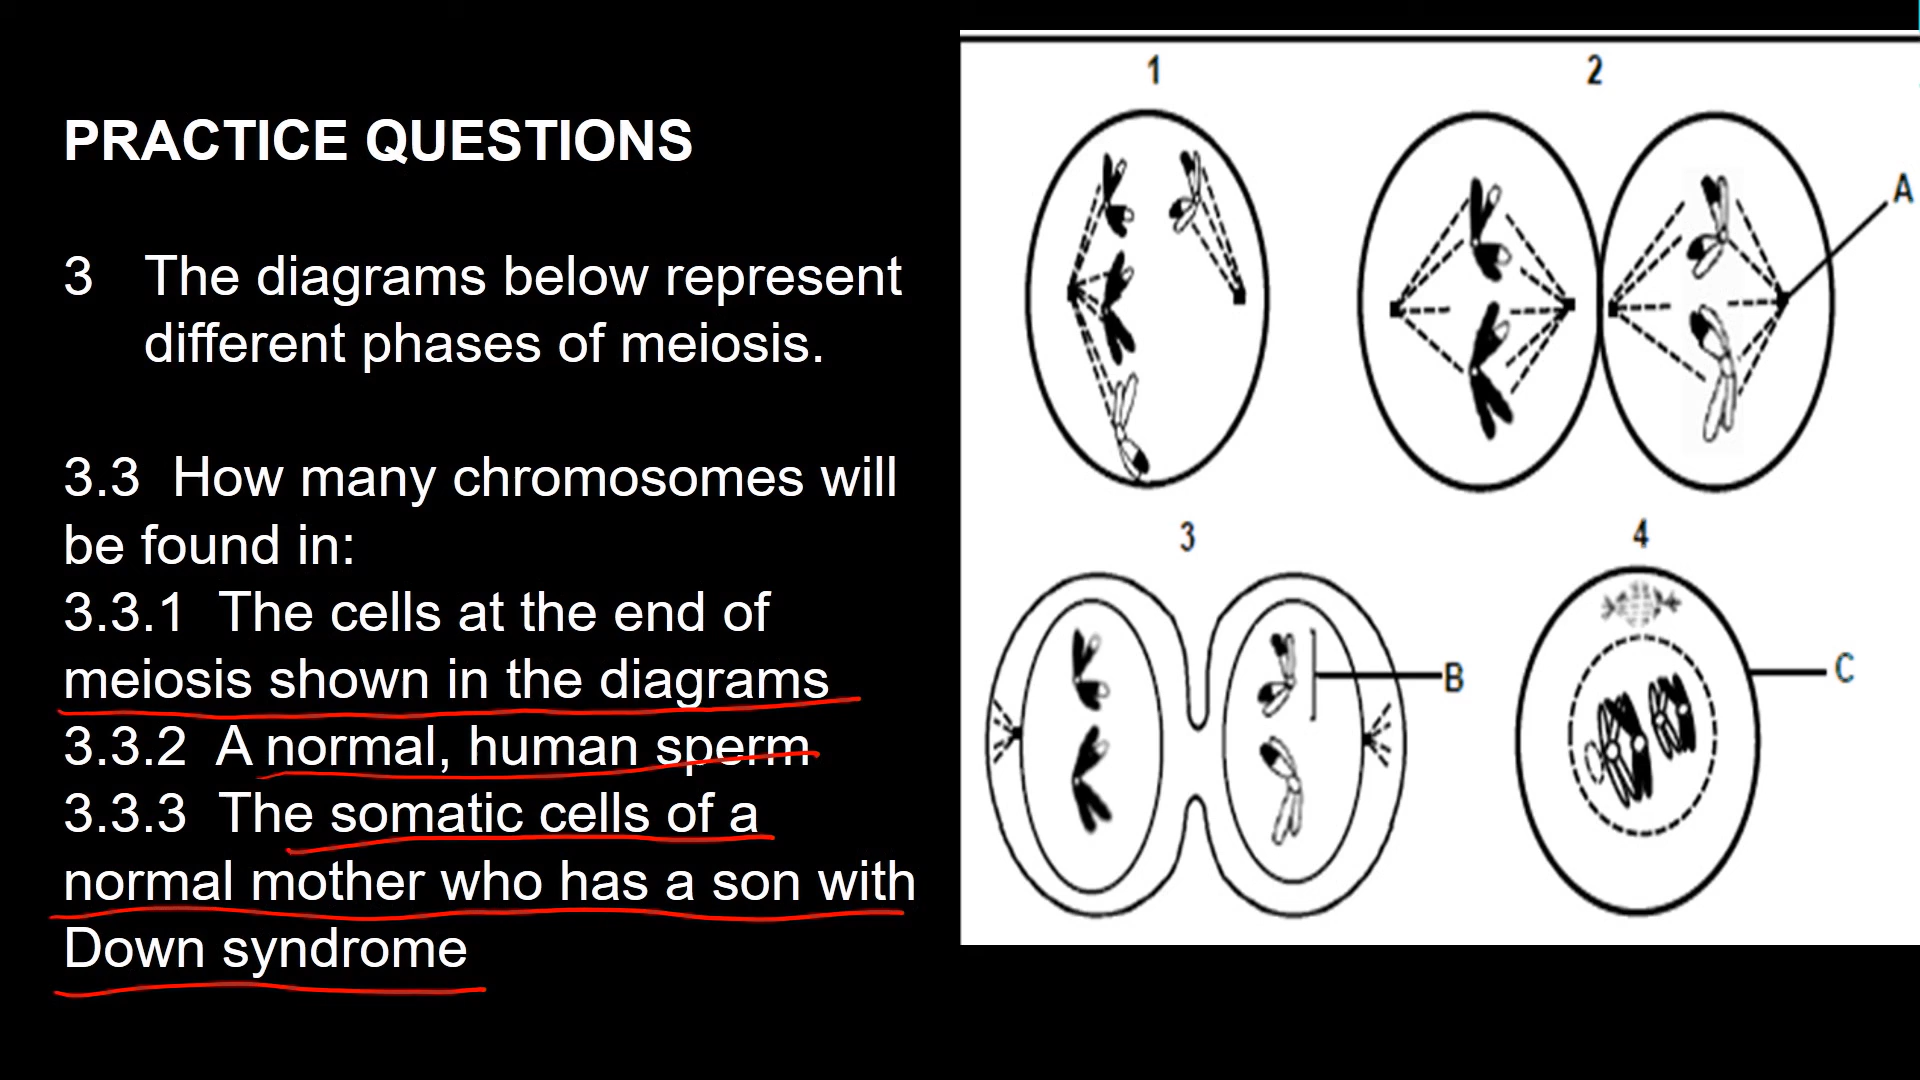 PRACTICE QUESTIONS
3 The diagrams below represent
different phases of meiosis.
3.3 How many chromosomes will
be found in:
3.3.1 The cells at the end of
meiosis shown in the diagrams
3.3.2 A normal, human sperm
3.3.3 The somatic cells of a
normal mother who has a son with
Down syndrome
1
2
A
3
4
B
C